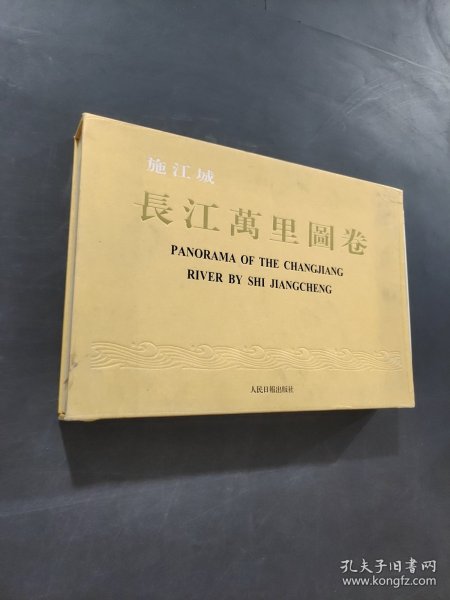 施江城
長江萬里圖卷
PANORAMA OF THE CHANGJIANG
RIVER BY SHI JIANGCHENG
人民日報出版社
孔夫子旧书网
www.kongfz.com